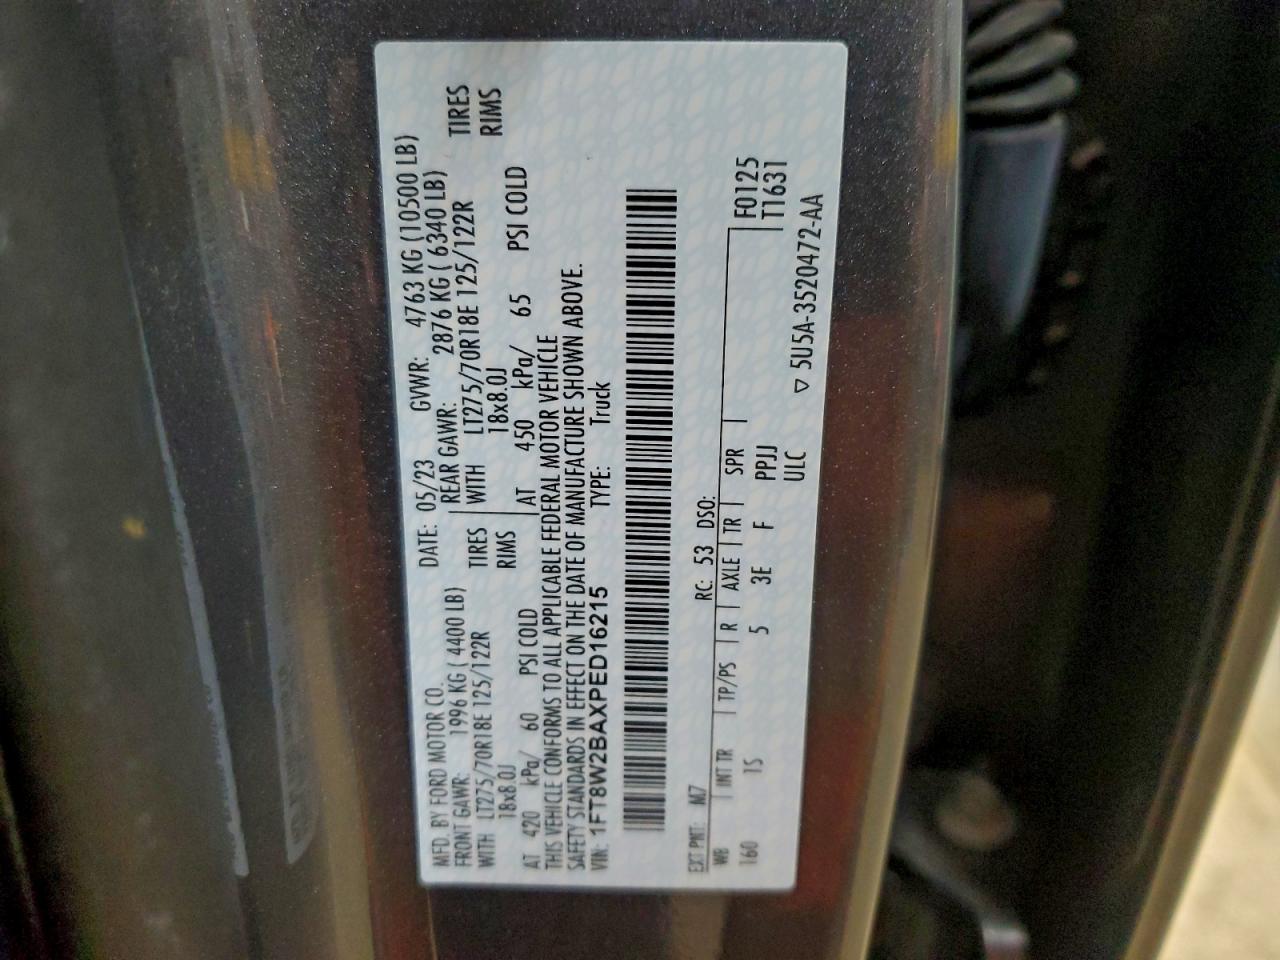 MFD. BY FORD MOTOR CO.
DATE: 05/23 GVWR: 4763 KG (10500 LB)
FRONT GAWR: 1996 KG ( 4400 LB)
REAR GAWR: 2876 KG ( 6340 LB)
WITH LT275/70R18E 125/122R TIRES
WITH LT275/70R18E 125/122R TIRES
18x8.0J RIMS
18x8.0J RIMS
AT 420 kPa/ 60 PSI COLD
AT 450 kPa/ 65 PSI COLD
THIS VEHICLE CONFORMS TO ALL APPLICABLE FEDERAL MOTOR VEHICLE
SAFETY STANDARDS IN EFFECT ON THE DATE OF MANUFACTURE SHOWN ABOVE.
VIN: 1FT8W2BAXPED16215 TYPE: Truck
EXT PNT: M7 RC: 53 DSO:
WB INT TR TP/PS R AXLE TR SPR F0125
160 1S 5 3E F PPJJ T1631
ULC
▽ 5U5A-3520472-AA